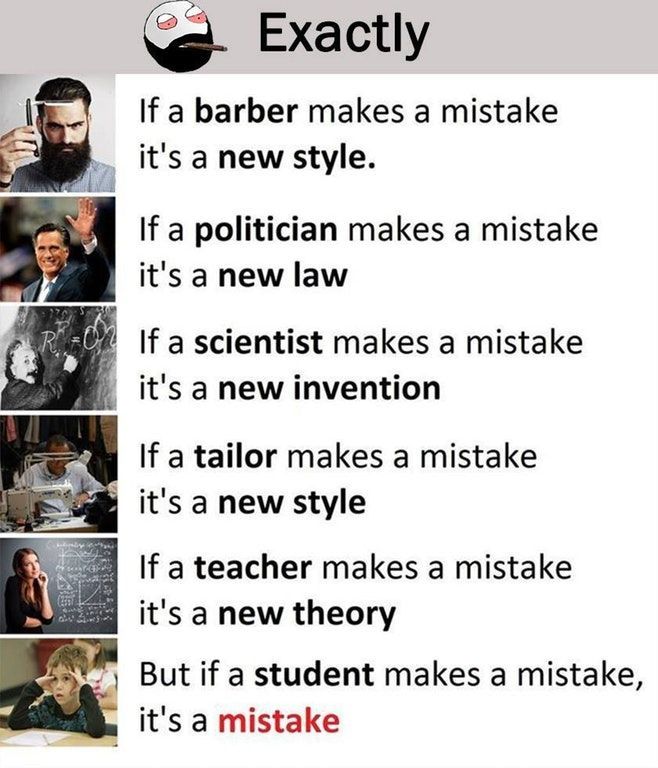 Exactly
If a barber makes a mistake
it's a new style.
If a politician makes a mistake
it's a new law
If a scientist makes a mistake
it's a new invention
If a tailor makes a mistake
it's a new style
If a teacher makes a mistake
it's a new theory
But if a student makes a mistake,
it's a mistake